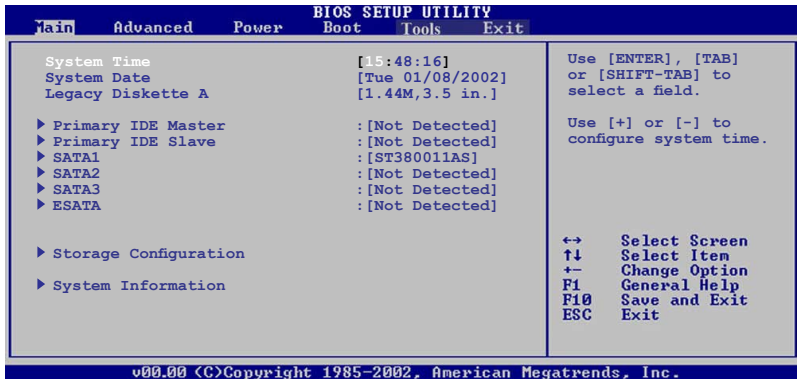 BIOS SETUP UTILITY
Main Advanced Power Boot Tools Exit
System Time [15:48:16]
System Date [Tue 01/08/2002]
Legacy Diskette A [1.44M,3.5 in.]
Primary IDE Master :[Not Detected]
Primary IDE Slave :[Not Detected]
SATA1 :[ST380011AS]
SATA2 :[Not Detected]
SATA3 :[Not Detected]
ESATA :[Not Detected]
Storage Configuration
System Information
Use [ENTER], [TAB]
or [SHIFT-TAB] to
select a field.
Use [+] or [-] to
configure system time.
↔ Select Screen
↑↓ Select Item
+- Change Option
F1 General Help
F10 Save and Exit
ESC Exit
v00.00 (C)Copyright 1985-2002, American Megatrends, Inc.